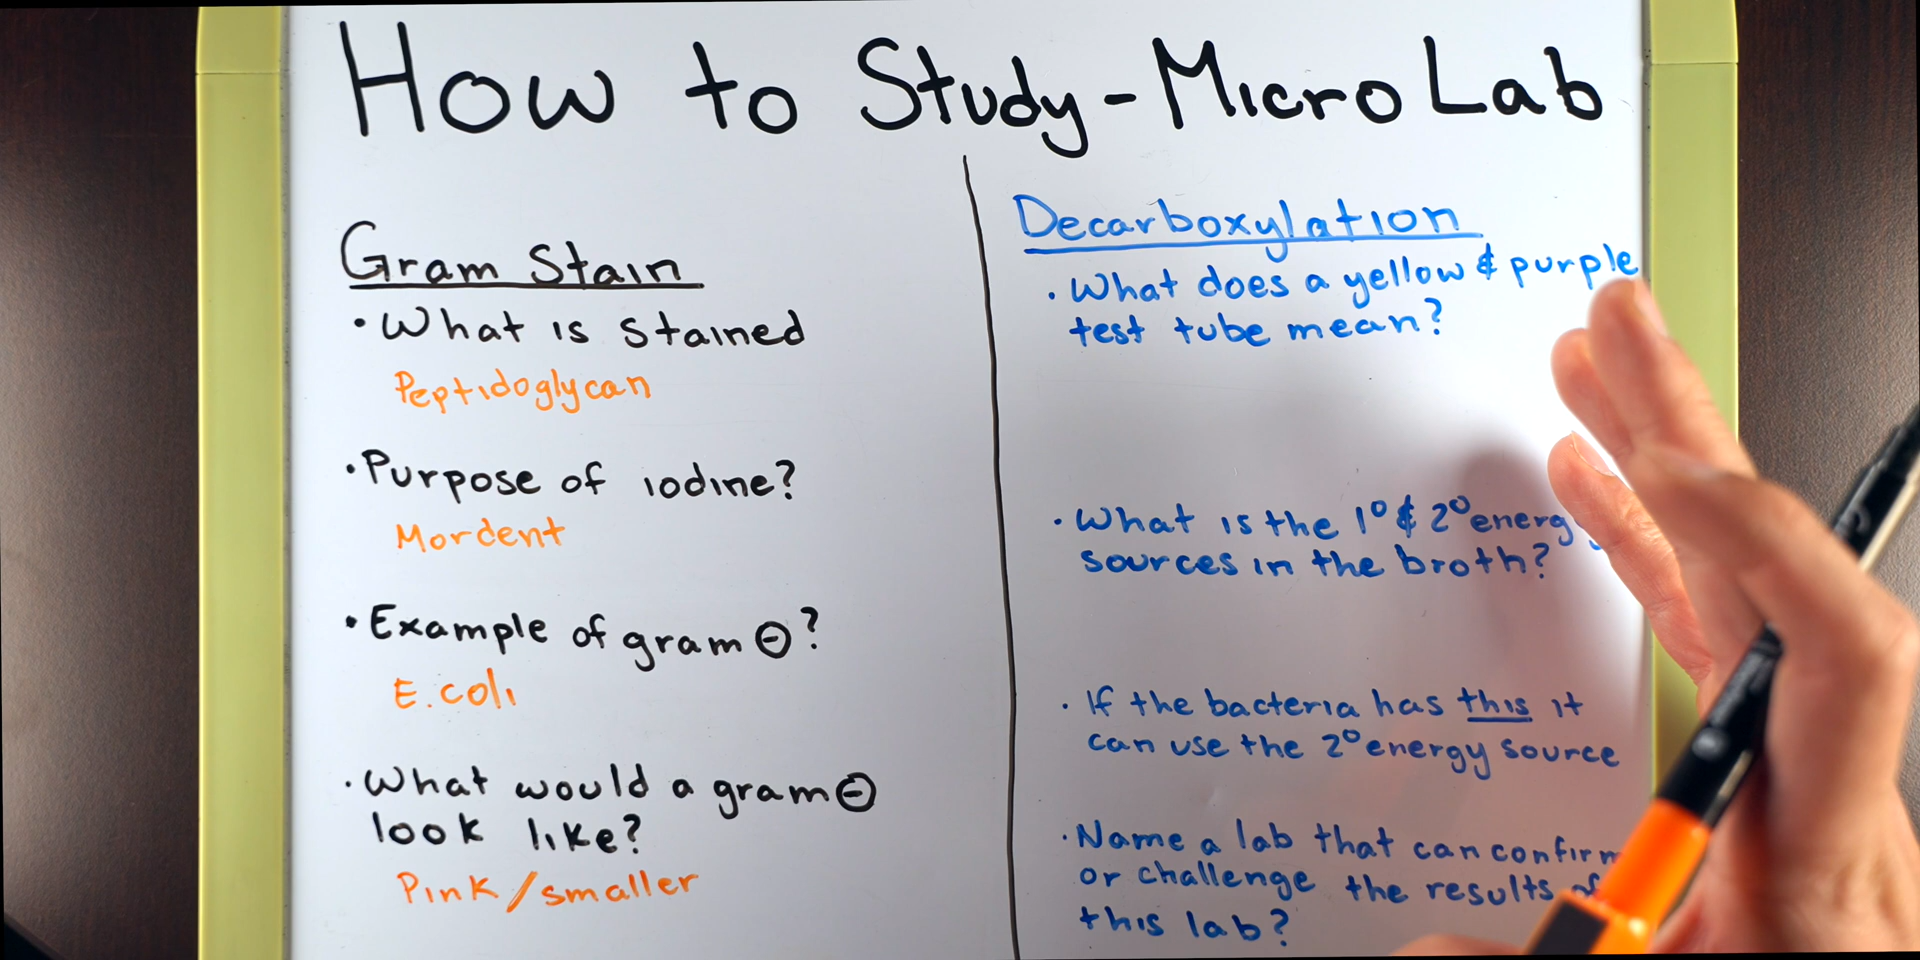 How to Study - Micro Lab
Gram Stain
• What is stained
Peptidoglycan
• Purpose of iodine?
Mordent
• Example of gram ⊖?
E.coli
• What would a gram ⊖
look like?
Pink/smaller
Decarboxylation
• What does a yellow & purple
test tube mean?
• What is the 1° & 2° energy
sources in the broth?
• If the bacteria has this it
can use the 2° energy source
• Name a lab that can confirm
or challenge the results of
this lab?